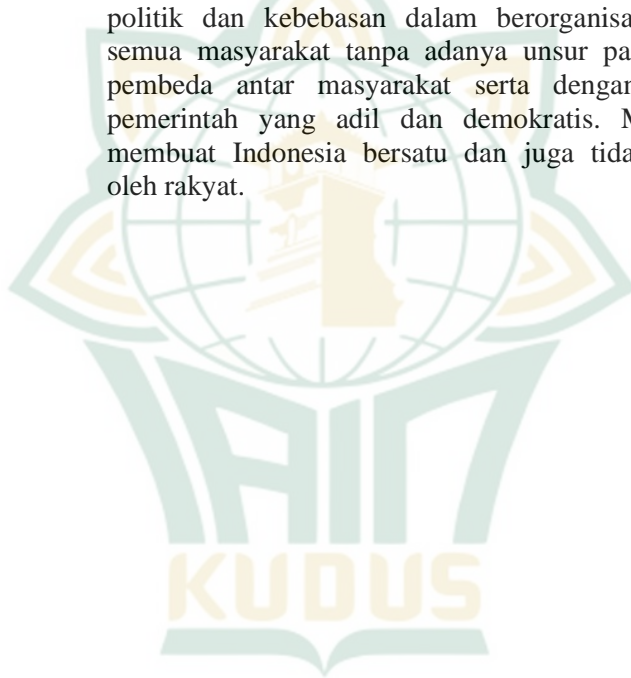 politik dan kebebasan dalam berorganisa
semua masyarakat tanpa adanya unsur pa
pembeda antar masyarakat serta dengan
pemerintah yang adil dan demokratis. M
membuat Indonesia bersatu dan juga tida
oleh rakyat.
IAIN
KUDUS